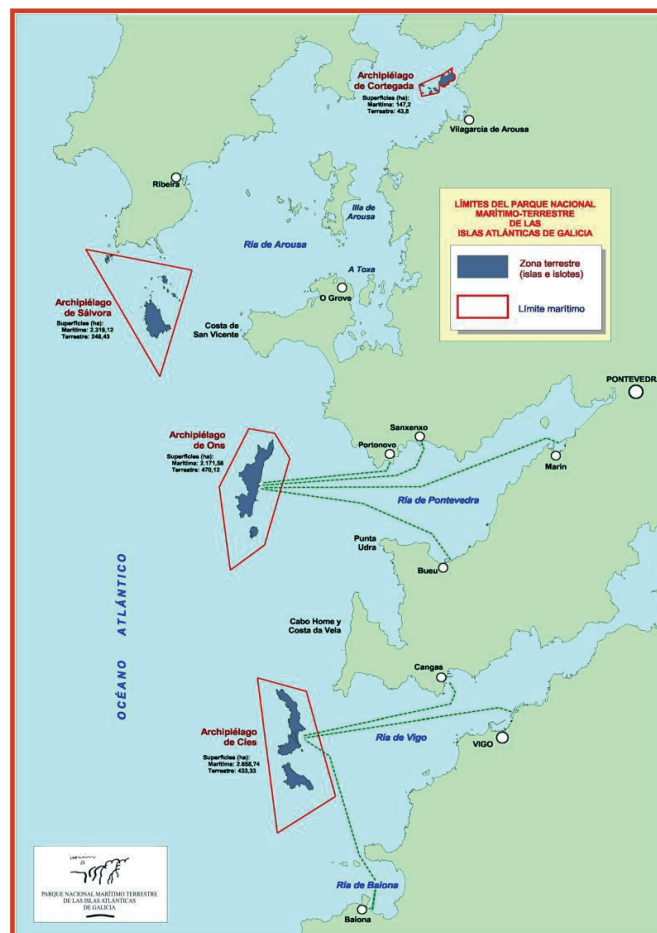 Archipiélago
de Cortegada
Superficies (ha):
Marítima: 147,2
Terrestre: 43,8
Vilagarcía de Arousa
Ribeira
Illa de
Arousa
Ría de Arousa
LÍMITES DEL PARQUE NACIONAL
MARÍTIMO-TERRESTRE
DE LAS
ISLAS ATLÁNTICAS DE GALICIA
Zona terrestre
(islas e islotes)
Límite marítimo
A Toxa
O Grove
Archipiélago
de Sálvora
Superficies (ha):
Marítima: 2.318,12
Terrestre: 248,43
Costa de
San Vicente
PONTEVEDRA
Archipiélago
de Ons
Superficies (ha):
Marítima: 2.171,58
Terrestre: 470,12
Sanxenxo
Portonovo
Marín
Ría de Pontevedra
Punta
Udra
Bueu
OCÉANO ATLÁNTICO
Cabo Home y
Costa da Vela
Cangas
Archipiélago
de Cies
Superficies (ha):
Marítima: 2.658,74
Terrestre: 433,33
Ría de Vigo
VIGO
Ría de Baiona
Baiona
PARQUE NACIONAL MARÍTIMO TERRESTRE
DE LAS ISLAS ATLÁNTICAS
DE GALICIA